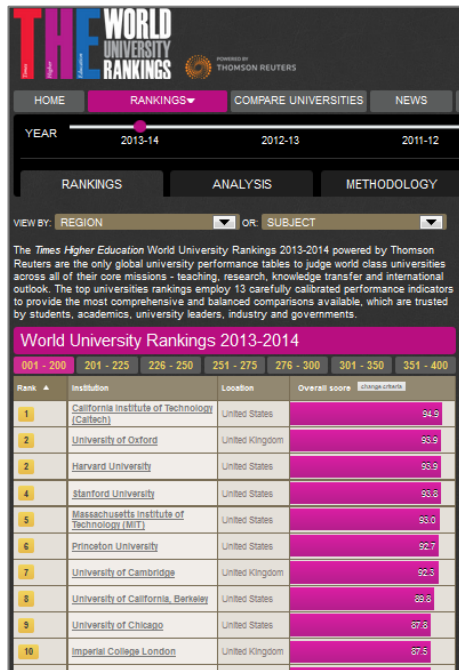 THE WORLD
UNIVERSITY
RANKINGS
Times Higher Education
POWERED BY
THOMSON REUTERS
HOME RANKINGS▼ COMPARE UNIVERSITIES NEWS
YEAR
2013-14 2012-13 2011-12
RANKINGS ANALYSIS METHODOLOGY
VIEW BY: REGION OR: SUBJECT
The Times Higher Education World University Rankings 2013-2014 powered by Thomson
Reuters are the only global university performance tables to judge world class universities
across all of their core missions - teaching, research, knowledge transfer and international
outlook. The top universities rankings employ 13 carefully calibrated performance indicators
to provide the most comprehensive and balanced comparisons available, which are trusted
by students, academics, university leaders, industry and governments.
World University Rankings 2013-2014
001 - 200 201 - 225 226 - 250 251 - 275 276 - 300 301 - 350 351 - 400
Rank ▲ Institution Location Overall score change criteria
1 California Institute of Technology (Caltech) United States 94.9
2 University of Oxford United Kingdom 93.9
2 Harvard University United States 93.9
4 Stanford University United States 93.8
5 Massachusetts Institute of Technology (MIT) United States 93.0
6 Princeton University United States 92.7
7 University of Cambridge United Kingdom 92.3
8 University of California, Berkeley United States 89.8
9 University of Chicago United States 87.8
10 Imperial College London United Kingdom 87.5